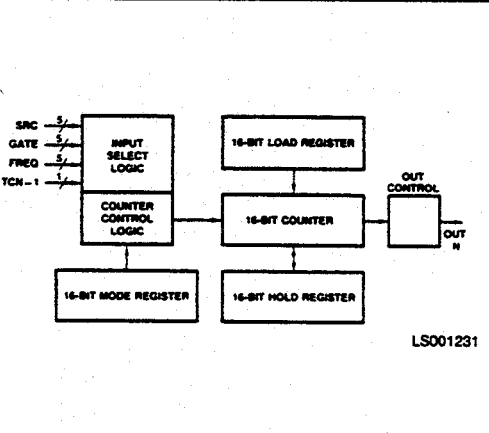 SRC 5
GATE 5
FREQ 5
TCN-1 1
INPUT
SELECT
LOGIC
COUNTER
CONTROL
LOGIC
16-BIT MODE REGISTER
16-BIT LOAD REGISTER
16-BIT COUNTER
16-BIT HOLD REGISTER
OUT
CONTROL
OUT
N
LS001231